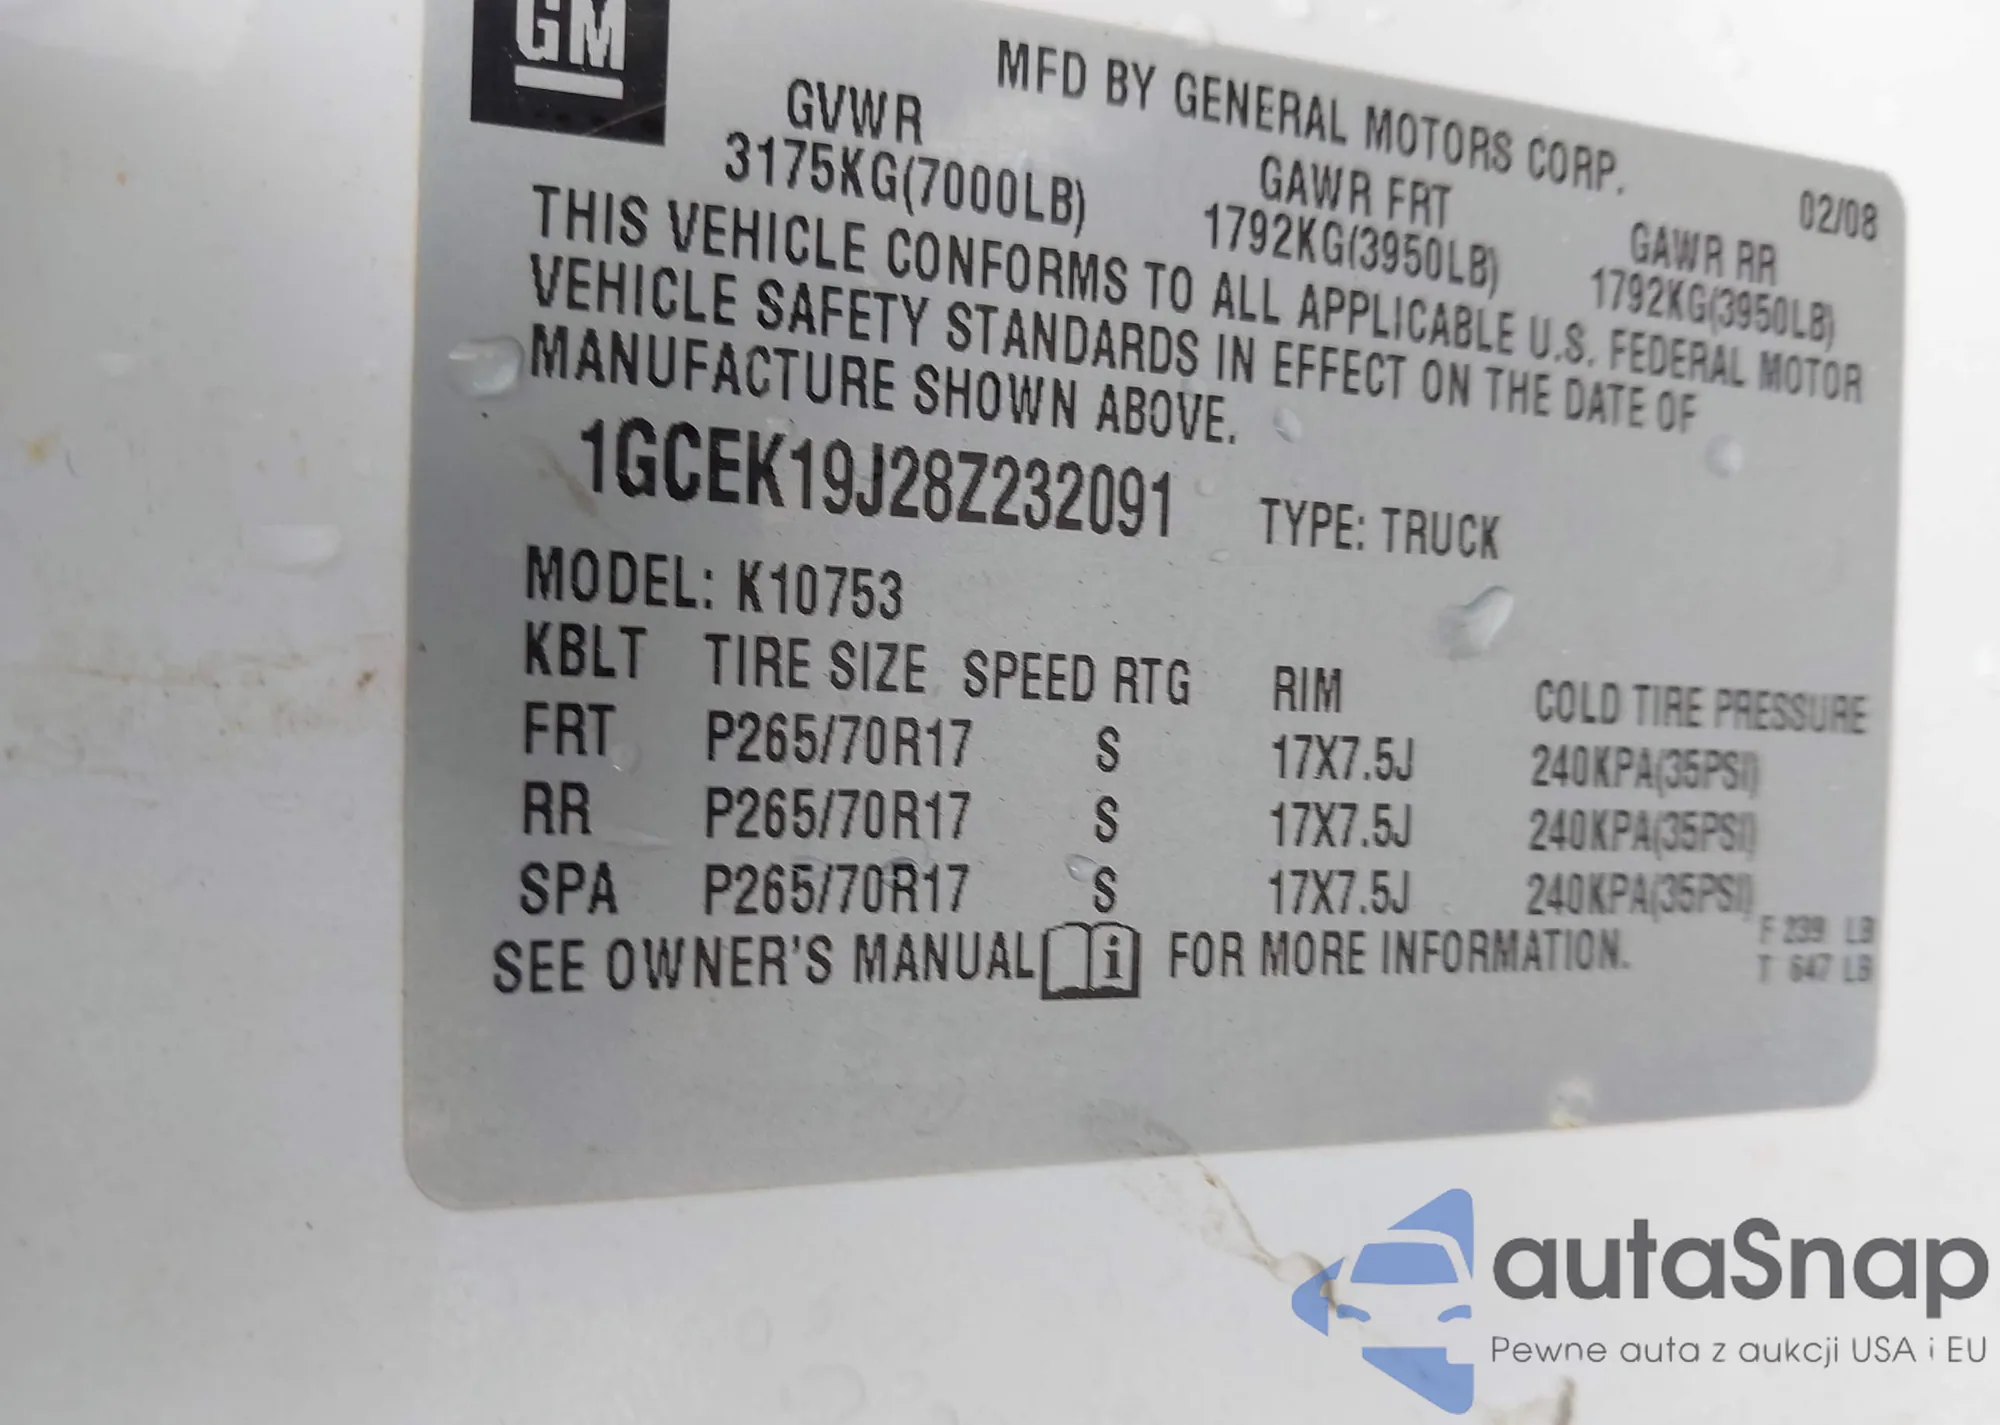 GM
MFD BY GENERAL MOTORS CORP.
02/08
GVWR GAWR FRT GAWR RR
3175KG(7000LB) 1792KG(3950LB) 1792KG(3950LB)
THIS VEHICLE CONFORMS TO ALL APPLICABLE U.S. FEDERAL MOTOR
VEHICLE SAFETY STANDARDS IN EFFECT ON THE DATE OF
MANUFACTURE SHOWN ABOVE.
1GCEK19J28Z232091 TYPE: TRUCK
MODEL: K10753
KBLT TIRE SIZE SPEED RTG RIM COLD TIRE PRESSURE
FRT P265/70R17 S 17X7.5J 240KPA(35PSI)
RR P265/70R17 S 17X7.5J 240KPA(35PSI)
SPA P265/70R17 S 17X7.5J 240KPA(35PSI)
F 239 LB
T 647 LB
SEE OWNER'S MANUAL i FOR MORE INFORMATION.
autaSnap
Pewne auta z aukcji USA i EU